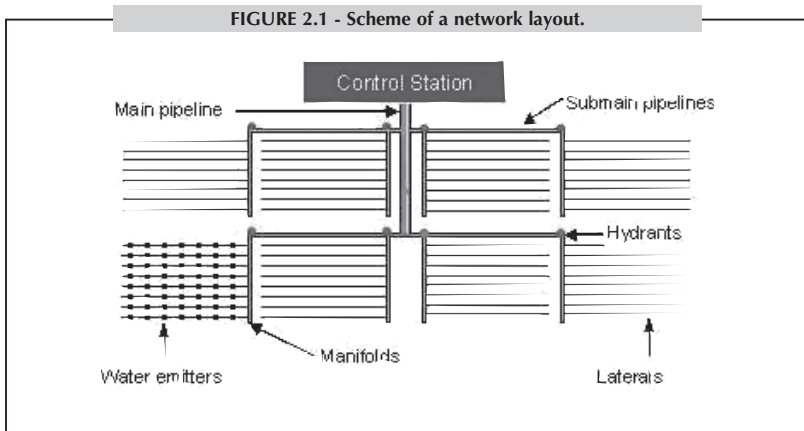 FIGURE 2.1 - Scheme of a network layout.
Control Station
Main pipeline
Submain pipelines
Hydrants
Manifolds
Water emitters
Laterals